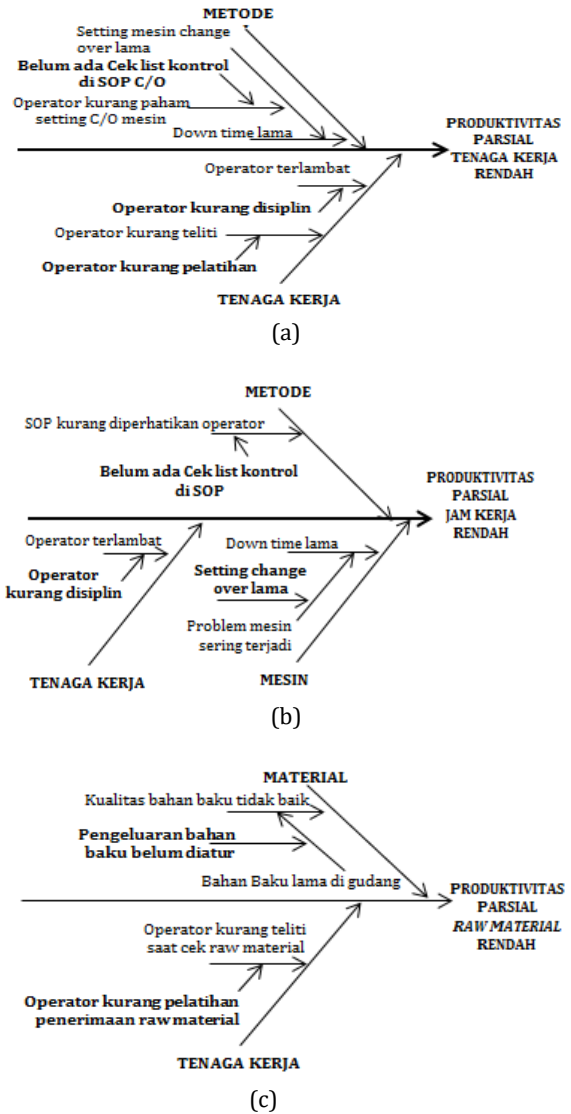 METODE
Setting mesin change
over lama
Belum ada Cek list kontrol
di SOP C/O
Operator kurang paham
setting C/O mesin
Down time lama
PRODUKTIVITAS
PARSIAL
TENAGA KERJA
RENDAH
Operator terlambat
Operator kurang disiplin
Operator kurang teliti
Operator kurang pelatihan
TENAGA KERJA
(a)
METODE
SOP kurang diperhatikan operator
Belum ada Cek list kontrol
di SOP
PRODUKTIVITAS
PARSIAL
JAM KERJA
RENDAH
Operator terlambat
Operator
kurang disiplin
Down time lama
Setting change
over lama
Problem mesin
sering terjadi
TENAGA KERJA
MESIN
(b)
MATERIAL
Kualitas bahan baku tidak baik
Pengeluaran bahan
baku belum diatur
Bahan Baku lama di gudang
PRODUKTIVITAS
PARSIAL
RAW MATERIAL
RENDAH
Operator kurang teliti
saat cek raw material
Operator kurang pelatihan
penerimaan raw material
TENAGA KERJA
(c)